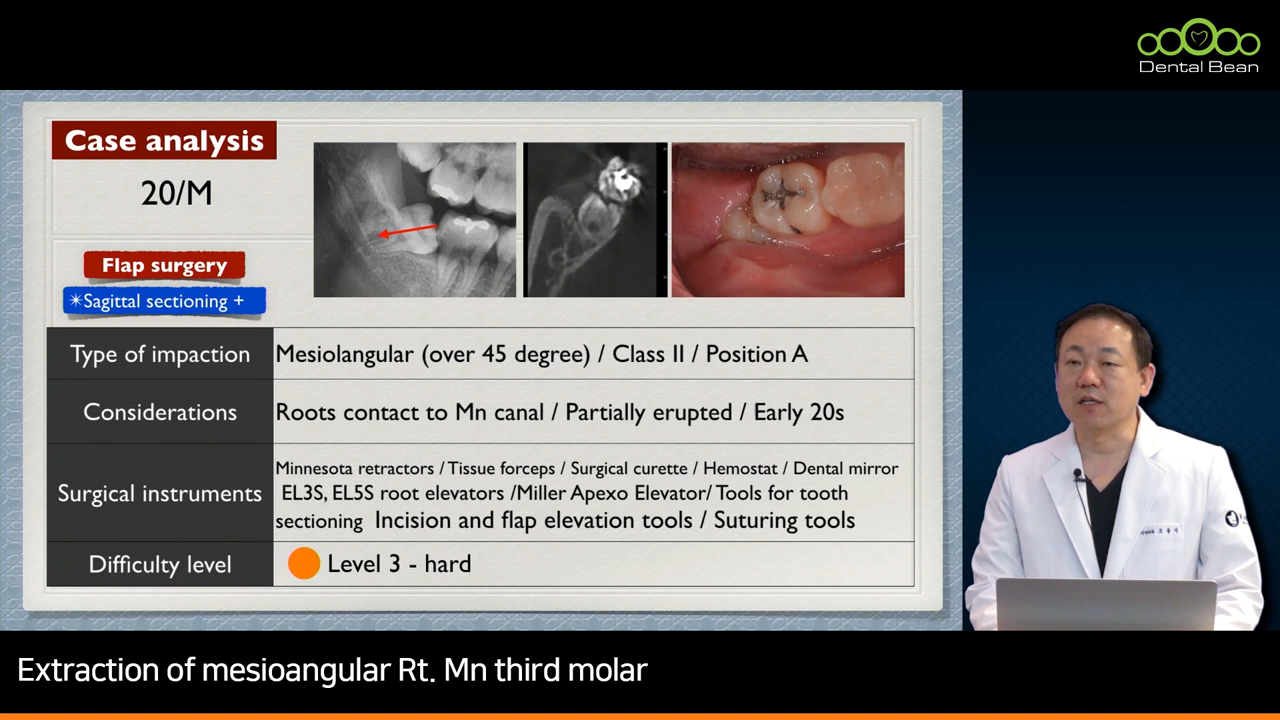 Dental Bean
Case analysis
20/M
Flap surgery
✳Sagittal sectioning +
Type of impaction
Mesiolangular (over 45 degree) / Class II / Position A
Considerations
Roots contact to Mn canal / Partially erupted / Early 20s
Surgical instruments
Minnesota retractors / Tissue forceps / Surgical curette / Hemostat / Dental mirror
EL3S, EL5S root elevators /Miller Apexo Elevator/ Tools for tooth
sectioning Incision and flap elevation tools / Suturing tools
Difficulty level
Level 3 - hard
Extraction of mesioangular Rt. Mn third molar